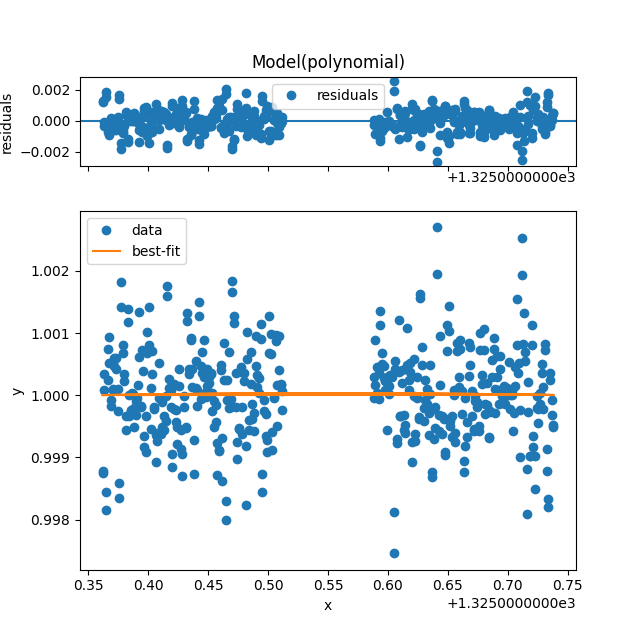 Model(polynomial)
residuals
0.002
0.000
−0.002
residuals
+1.3250000000e3
y
data
best-fit
1.002
1.001
1.000
0.999
0.998
0.35 0.40 0.45 0.50 0.55 0.60 0.65 0.70 0.75
x
+1.3250000000e3